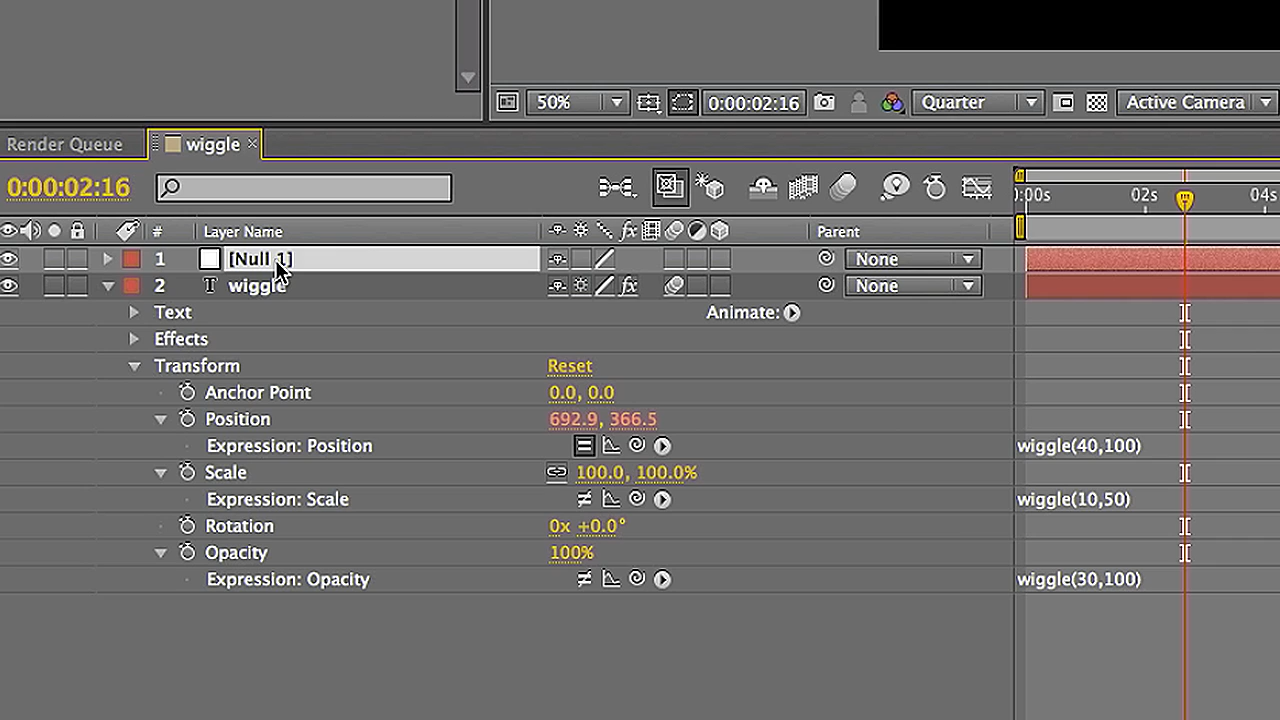 50% 0:00:02:16 Quarter Active Camera
Render Queue wiggle
0:00:02:16 :00s 02s 04s
# Layer Name Parent
1 [Null 1] None
2 wiggle None
Text Animate:
Effects
Transform Reset
Anchor Point 0.0, 0.0
Position 692.9, 366.5
Expression: Position wiggle(40,100)
Scale 100.0, 100.0%
Expression: Scale wiggle(10,50)
Rotation 0x +0.0°
Opacity 100%
Expression: Opacity wiggle(30,100)